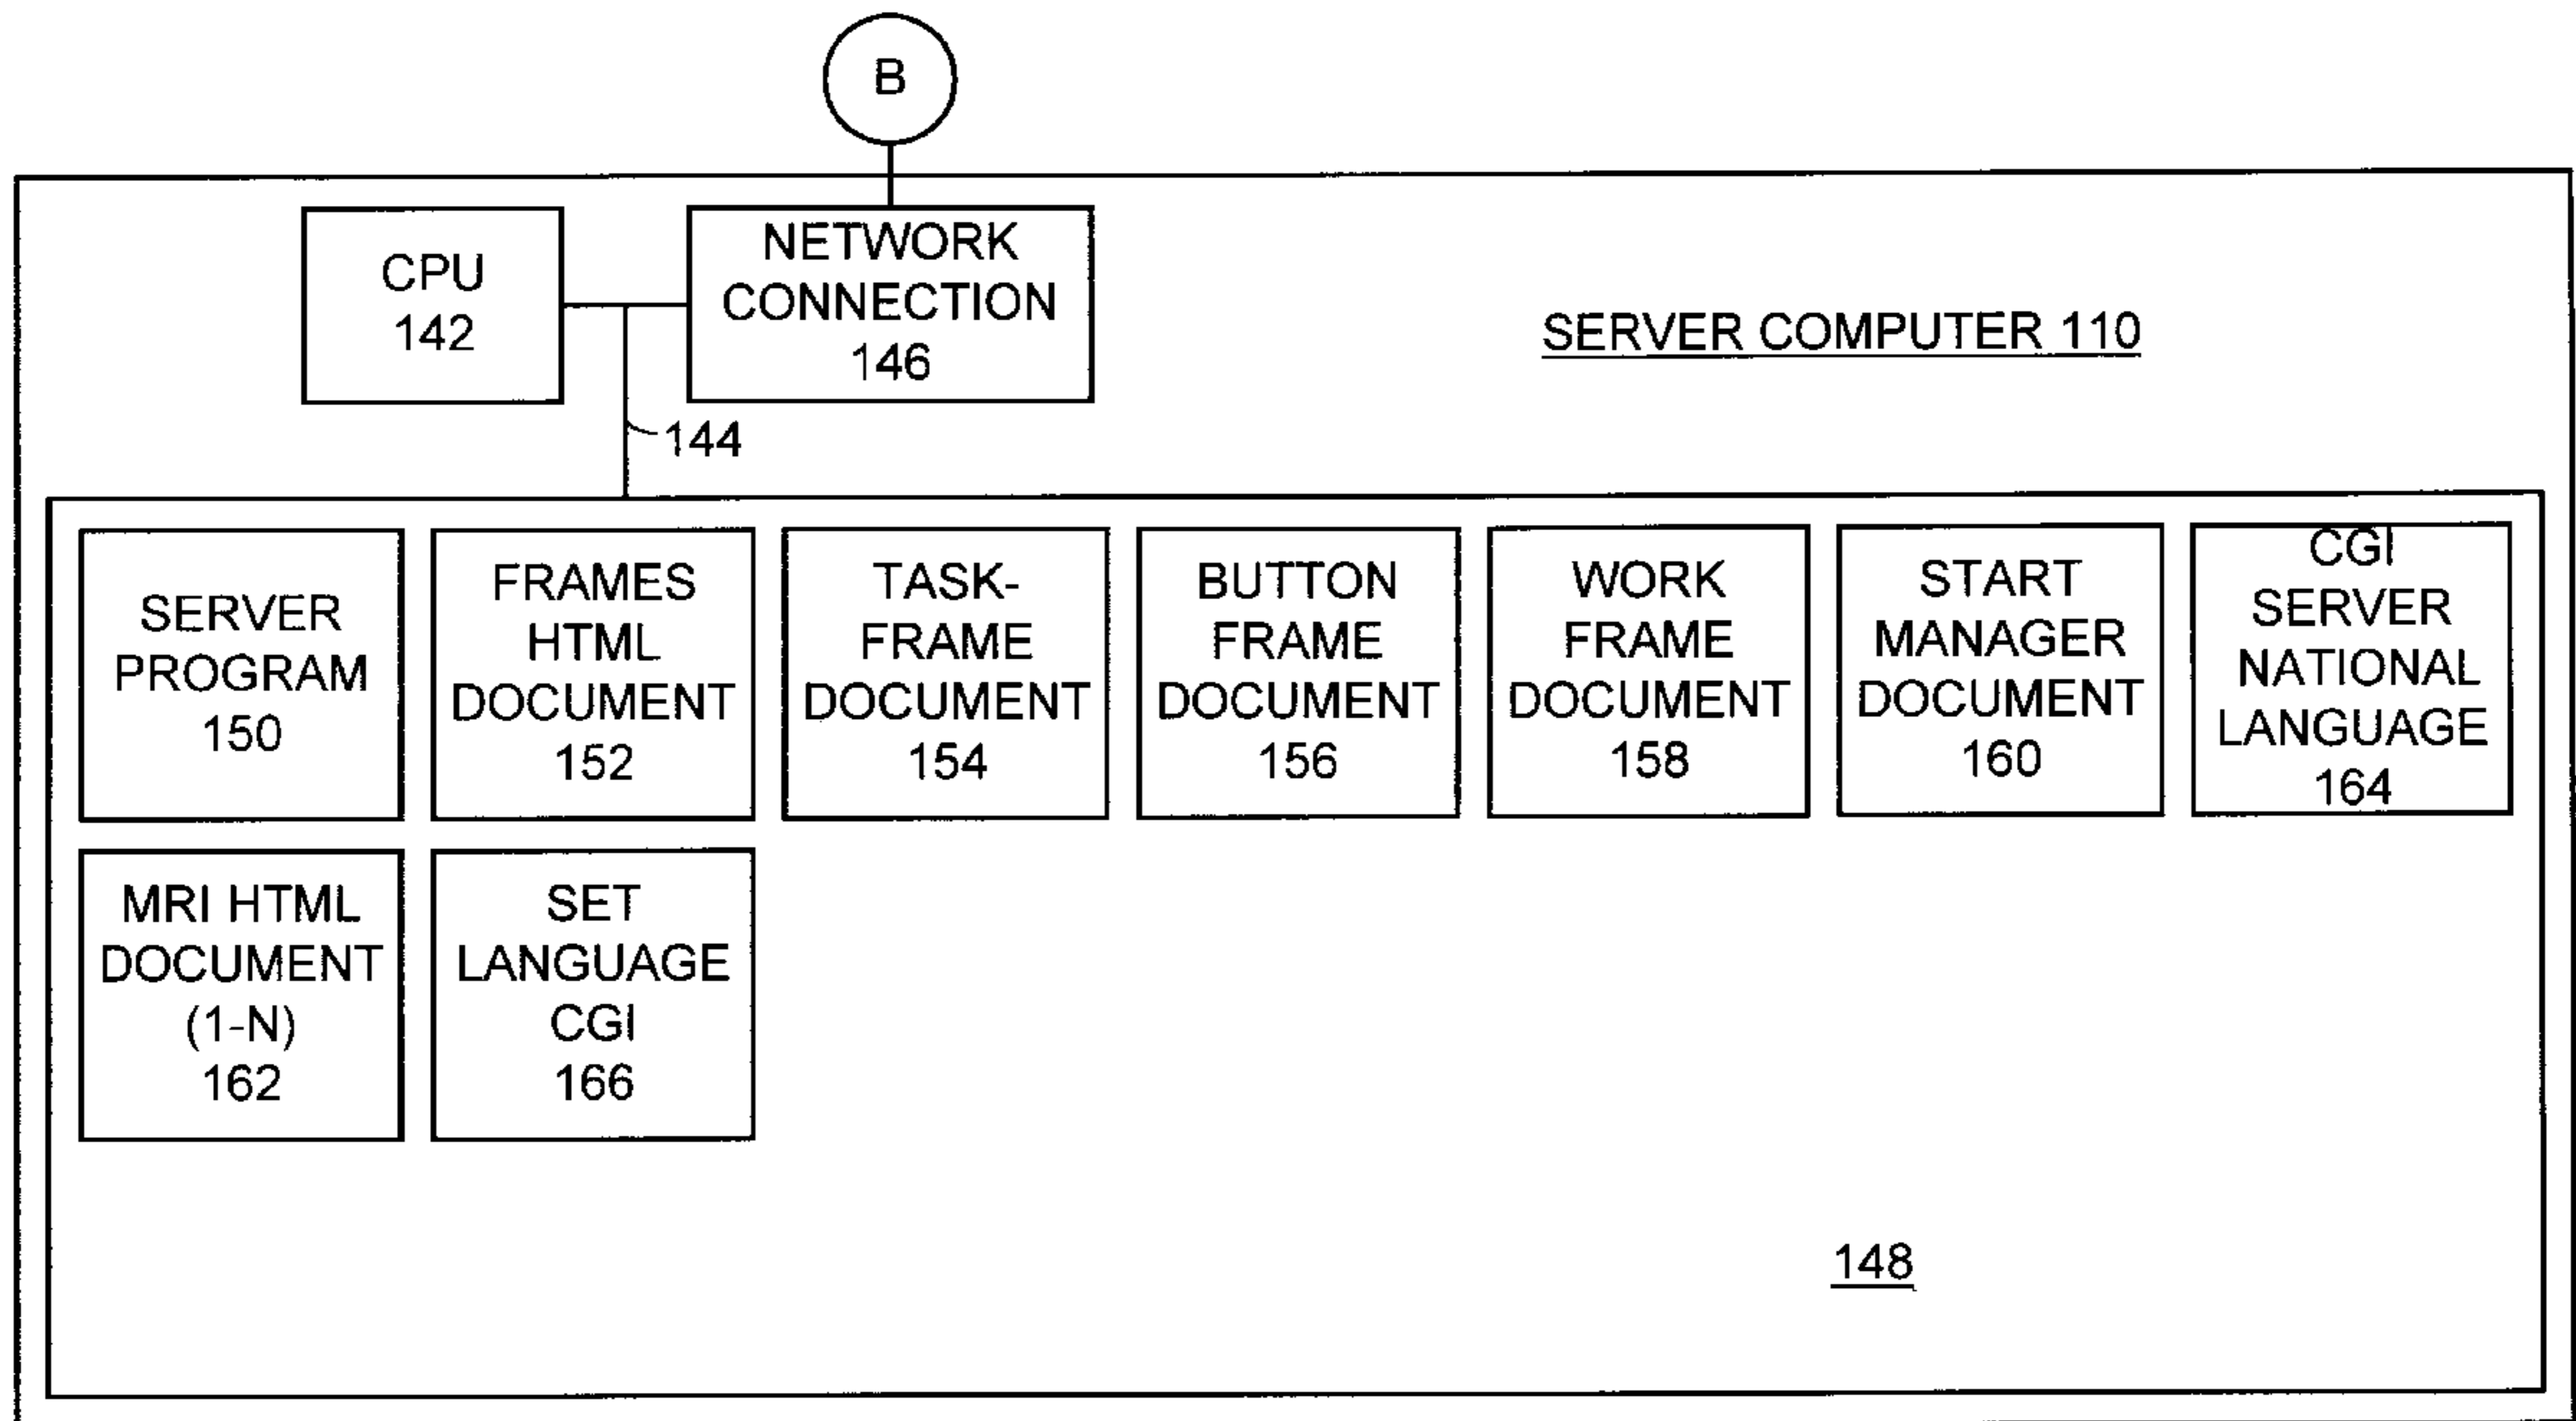 B
CPU
142
NETWORK
CONNECTION
146
SERVER COMPUTER 110
144
SERVER
PROGRAM
150
FRAMES
HTML
DOCUMENT
152
TASK-
FRAME
DOCUMENT
154
BUTTON
FRAME
DOCUMENT
156
WORK
FRAME
DOCUMENT
158
START
MANAGER
DOCUMENT
160
CGI
SERVER
NATIONAL
LANGUAGE
164
MRI HTML
DOCUMENT
(1-N)
162
SET
LANGUAGE
CGI
166
148